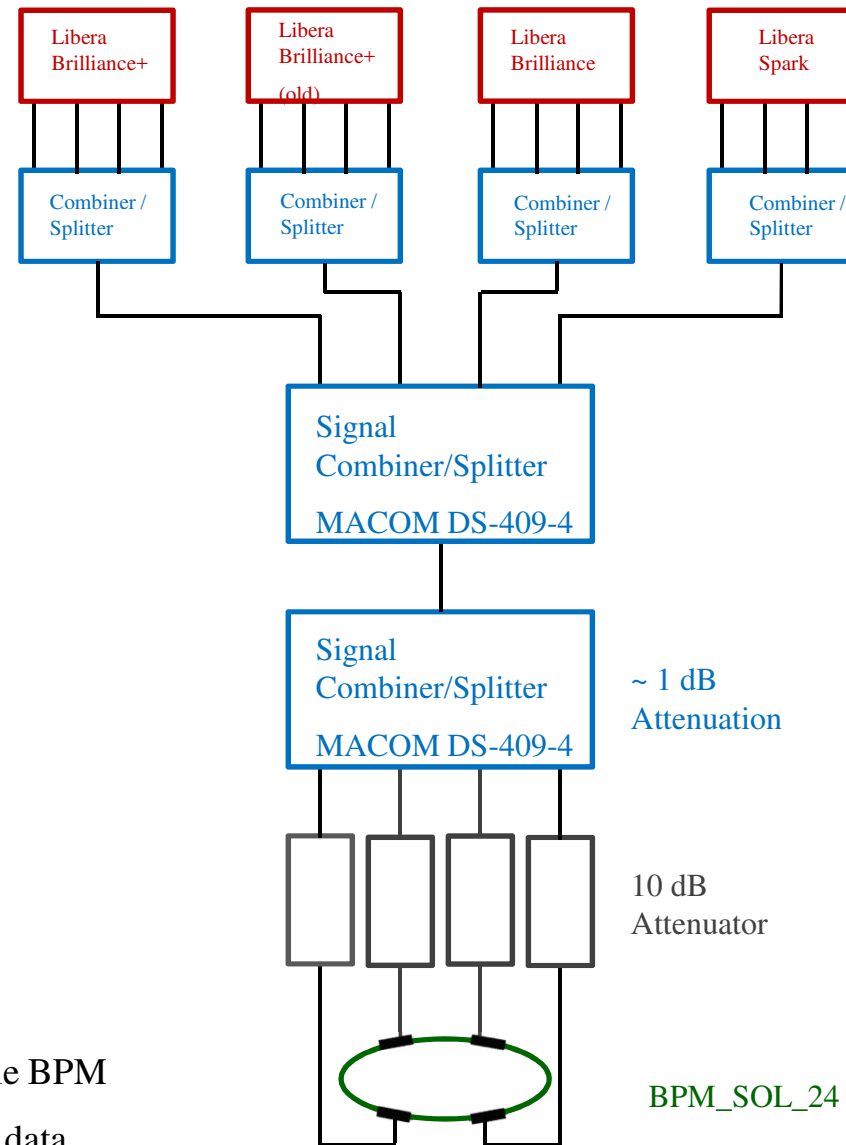 Libera
Brilliance+
Libera
Brilliance+
(old)
Libera
Brilliance
Libera
Spark
Combiner /
Splitter
Combiner /
Splitter
Combiner /
Splitter
Combiner /
Splitter
Signal
Combiner/Splitter
MACOM DS-409-4
Signal
Combiner/Splitter
MACOM DS-409-4
~ 1 dB
Attenuation
10 dB
Attenuator
BPM
BPM_SOL_24
data